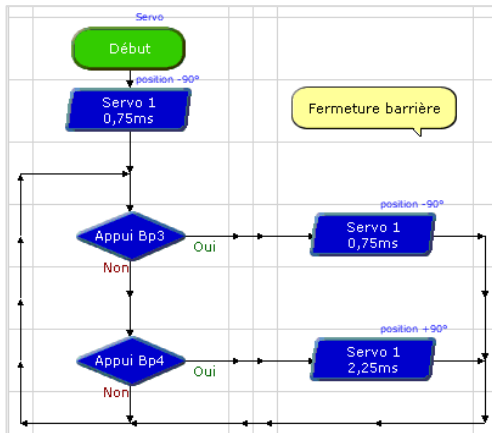 Servo
Début
position -90°
Servo 1
0,75ms
Fermeture barrière
position -90°
Appui Bp3
Oui
Servo 1
0,75ms
Non
position +90°
Appui Bp4
Oui
Servo 1
2,25ms
Non